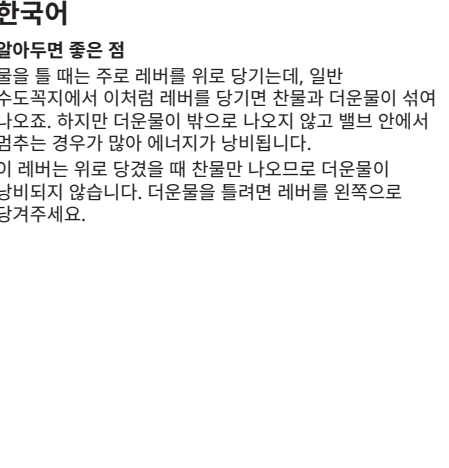 한국어
알아두면 좋은 점
물을 틀 때는 주로 레버를 위로 당기는데, 일반
수도꼭지에서 이처럼 레버를 당기면 찬물과 더운물이 섞여
나오죠. 하지만 더운물이 밖으로 나오지 않고 밸브 안에서
멈추는 경우가 많아 에너지가 낭비됩니다.
이 레버는 위로 당겼을 때 찬물만 나오므로 더운물이
낭비되지 않습니다. 더운물을 틀려면 레버를 왼쪽으로
당겨주세요.